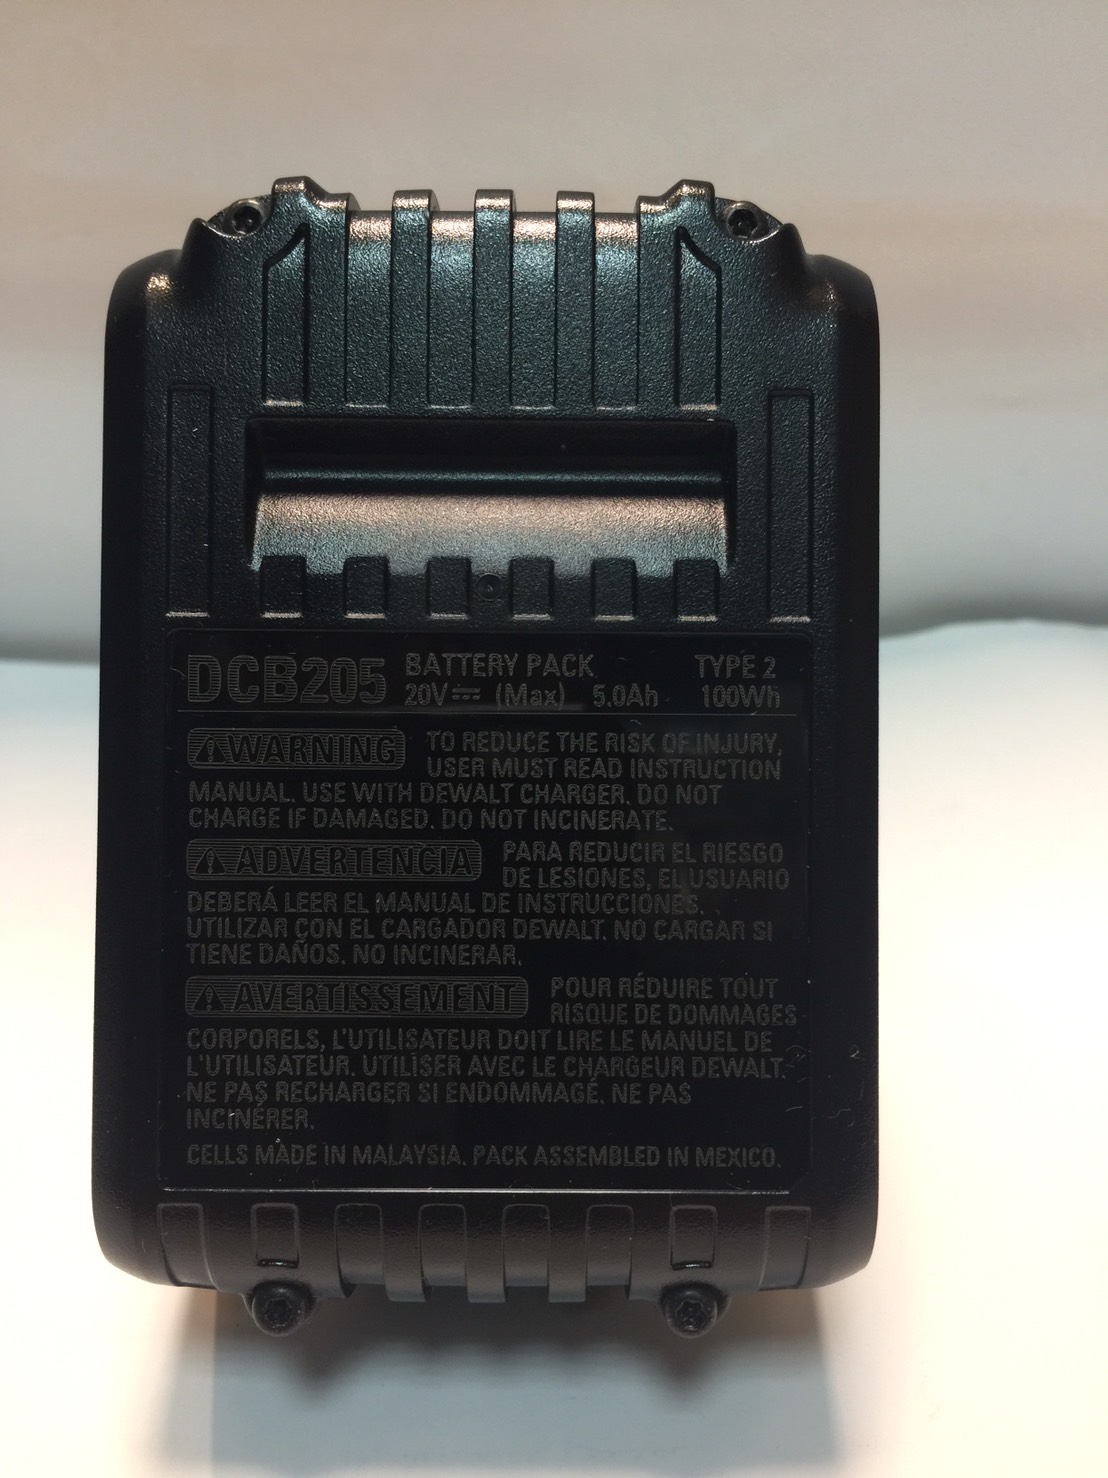 DCB205 BATTERY PACK TYPE 2
20V⎓ (Max) 5.0Ah 100Wh
⚠WARNING TO REDUCE THE RISK OF INJURY,
USER MUST READ INSTRUCTION
MANUAL. USE WITH DEWALT CHARGER. DO NOT
CHARGE IF DAMAGED. DO NOT INCINERATE.
⚠ADVERTENCIA PARA REDUCIR EL RIESGO
DE LESIONES, EL USUARIO
DEBERÁ LEER EL MANUAL DE INSTRUCCIONES.
UTILIZAR CON EL CARGADOR DEWALT. NO CARGAR SI
TIENE DAÑOS. NO INCINERAR.
⚠AVERTISSEMENT POUR RÉDUIRE TOUT
RISQUE DE DOMMAGES
CORPORELS, L'UTILISATEUR DOIT LIRE LE MANUEL DE
L'UTILISATEUR. UTILISER AVEC LE CHARGEUR DEWALT.
NE PAS RECHARGER SI ENDOMMAGÉ. NE PAS
INCINÉRER.
CELLS MADE IN MALAYSIA. PACK ASSEMBLED IN MEXICO.